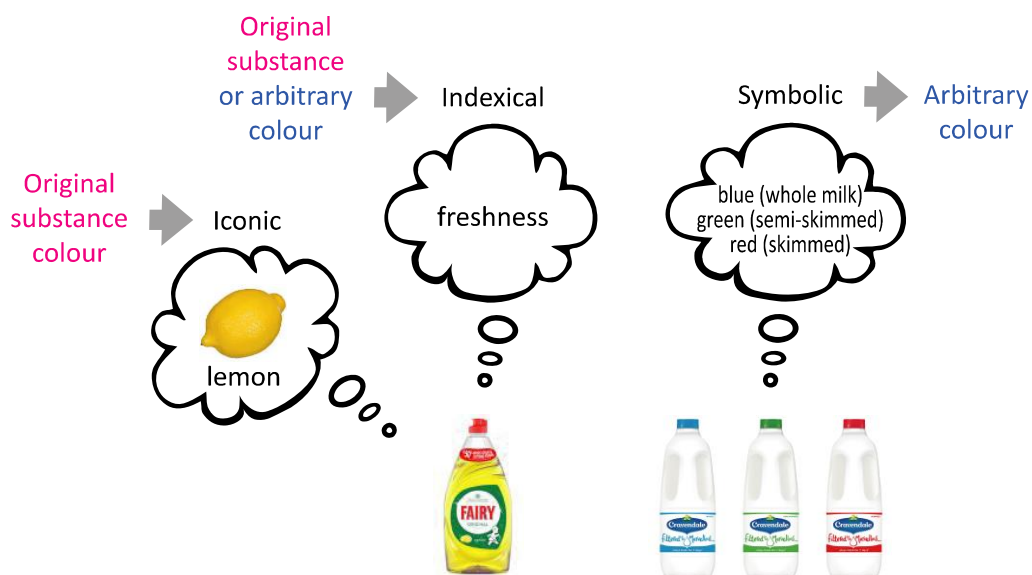 Original
substance
or arbitrary
colour
Indexical
Symbolic
Arbitrary
colour
Original
substance
colour
Iconic
freshness
blue (whole milk)
green (semi-skimmed)
red (skimmed)
lemon
FAIRY
ORIGINAL
Cravendale
Cravendale
Cravendale